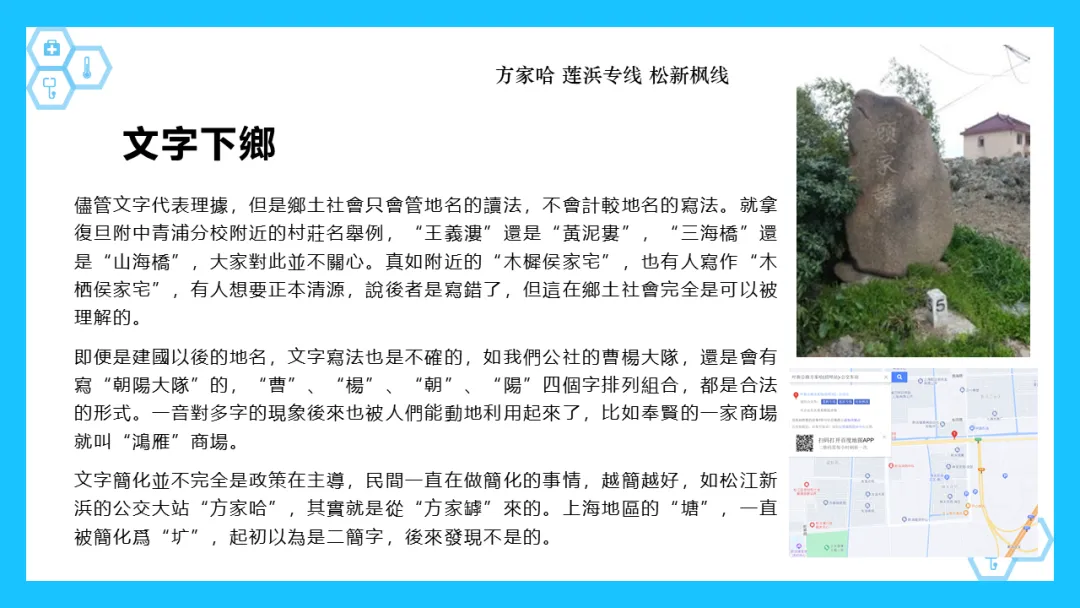 方家哈 莲浜专线 松新枫线
文字下鄉
儘管文字代表理據，但是鄉土社會只會管地名的讀法，不會計較地名的寫法。就拿
復旦附中青浦分校附近的村莊名舉例，“王義漊”還是“黃泥婁”，“三海橋”還
是“山海橋”，大家對此並不關心。真如附近的“木樨侯家宅”，也有人寫作“木
栖侯家宅”，有人想要正本清源，說後者是寫錯了，但這在鄉土社會完全是可以被
理解的。
即便是建國以後的地名，文字寫法也是不確的，如我們公社的曹楊大隊，還是會有
寫“朝陽大隊”的，“曹”、“楊”、“朝”、“陽”四個字排列組合，都是合法
的形式。一音對多字的現象後來也被人們能動地利用起來了，比如奉賢的一家商場
就叫“鴻雁”商場。
文字簡化並不完全是政策在主導，民間一直在做簡化的事情，越簡越好，如松江新
浜的公交大站“方家哈”，其實就是從“方家罅”來的。上海地區的“塘”，一直
被簡化爲“圹”，起初以為是二簡字，後來發現不是的。
扫码打开百度地图APP